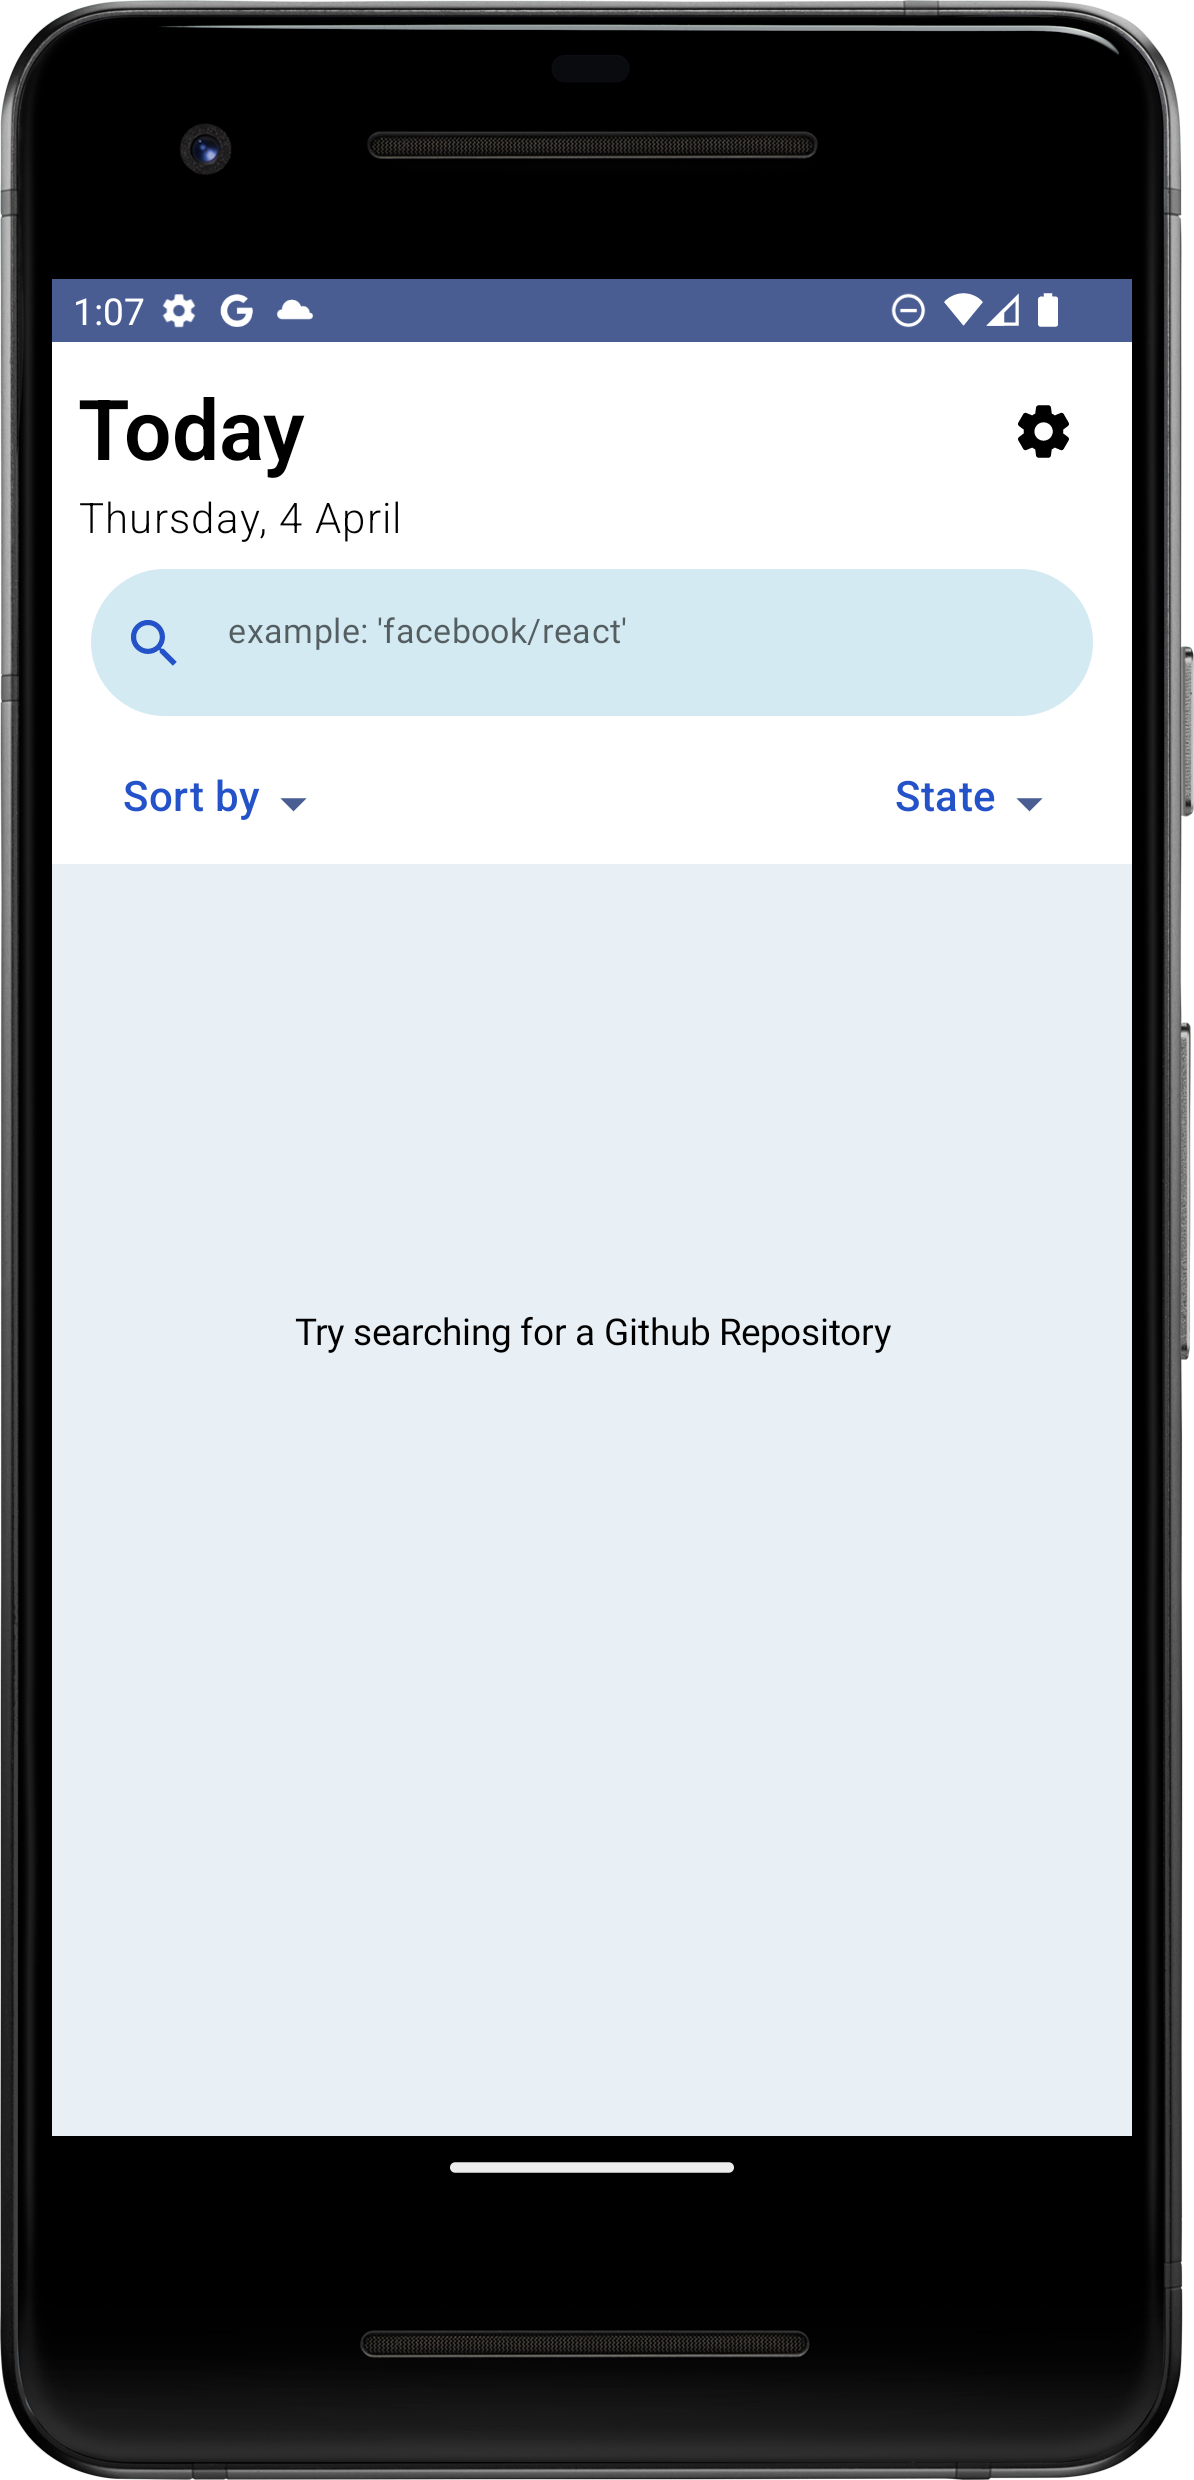 1:07
Today
Thursday, 4 April
example: 'facebook/react'
Sort by
State
Try searching for a Github Repository